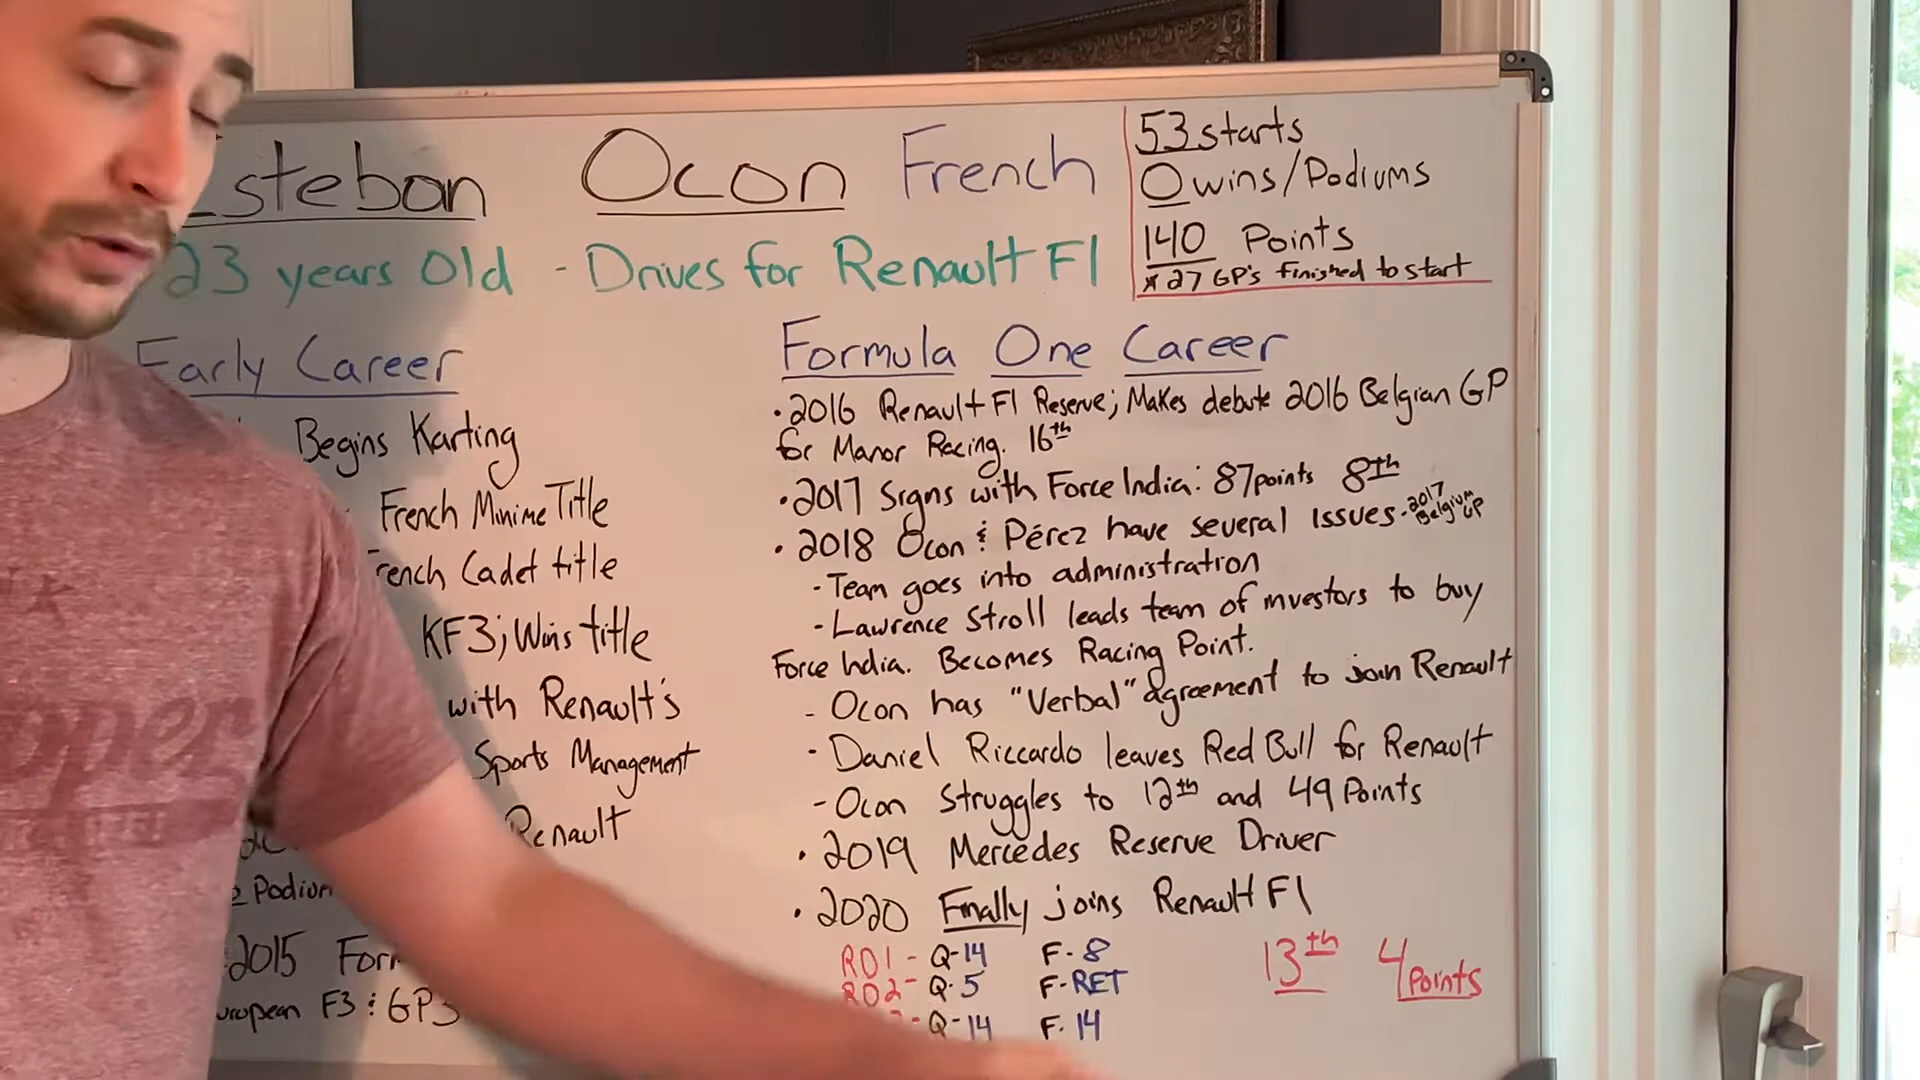 Esteban Ocon French
53 starts
0 wins/Podiums
140 Points
* 27 GP's finished to start
23 years Old - Drives for Renault F1
Early Career
Begins Karting
French Minime Title
French Cadet title
KF3; Wins title
with Renault's
Sports Management
Renault
Podium
2015 For
European F3 & GP3
Formula One Career
• 2016 Renault F1 Reserve; Makes debute 2016 Belgian GP
for Manor Racing. 16th
• 2017 Signs with Force India: 87 points 8th
• 2018 Ocon & Pérez have several issues - 2017 Belgium GP
- Team goes into administration
- Lawrence Stroll leads team of investors to buy
Force India. Becomes Racing Point.
- Ocon has "Verbal" agreement to join Renault
- Daniel Riccardo leaves Red Bull for Renault
- Ocon Struggles to 12th and 49 Points
• 2019 Mercedes Reserve Driver
• 2020 Finally joins Renault F1
RD1 - Q-14 F-8
RD2 - Q-5 F-RET
- Q-14 F-14
13th 4 Points